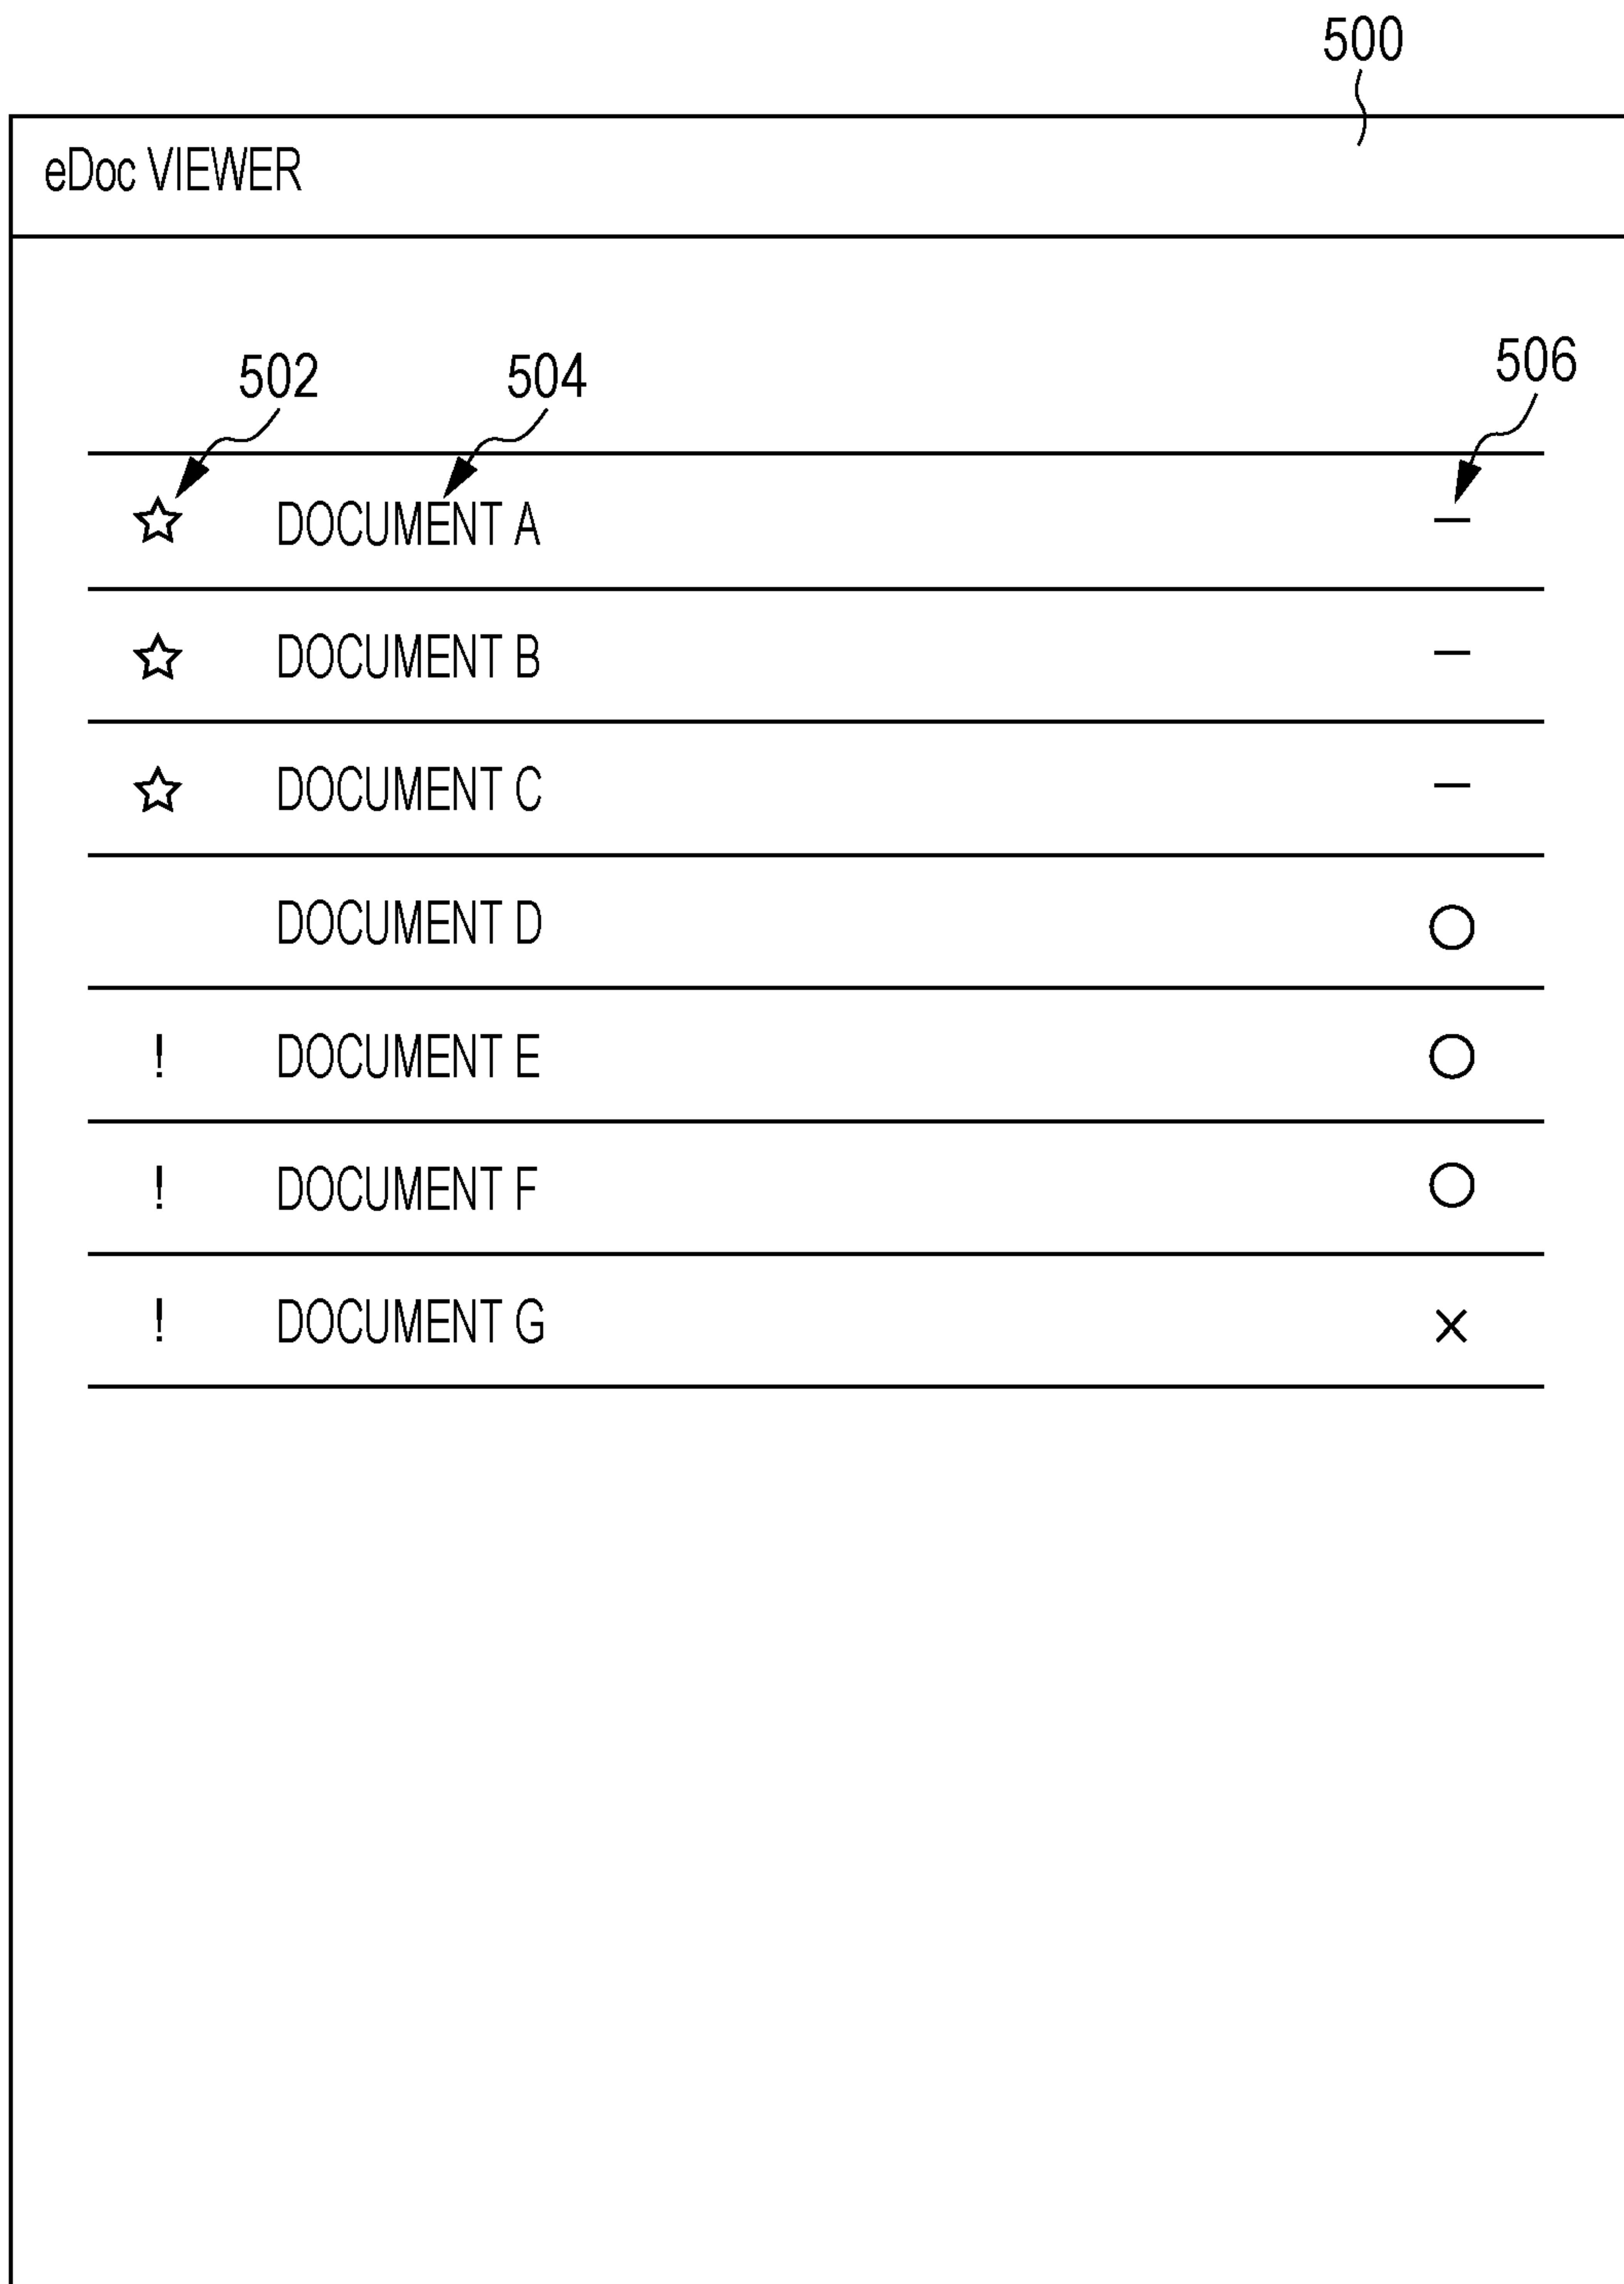 500
eDoc VIEWER
502 504 506
☆ DOCUMENT A —
☆ DOCUMENT B —
☆ DOCUMENT C —
DOCUMENT D ○
! DOCUMENT E ○
! DOCUMENT F ○
! DOCUMENT G ×